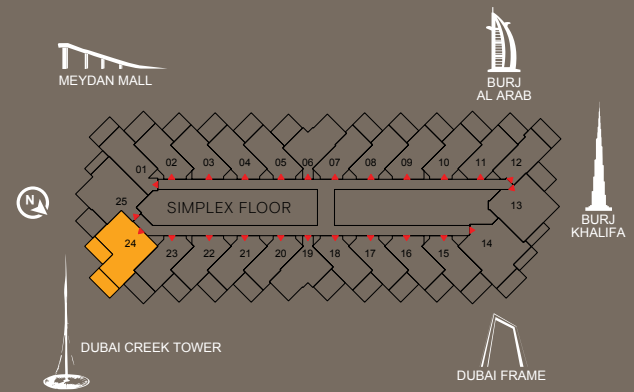 MEYDAN MALL
BURJ
AL ARAB
01 02 03 04 05 06 07 08 09 10 11 12
SIMPLEX FLOOR
N
25
13
24 23 22 21 20 19 18 17 16 15 14
BURJ
KHALIFA
DUBAI CREEK TOWER
DUBAI FRAME